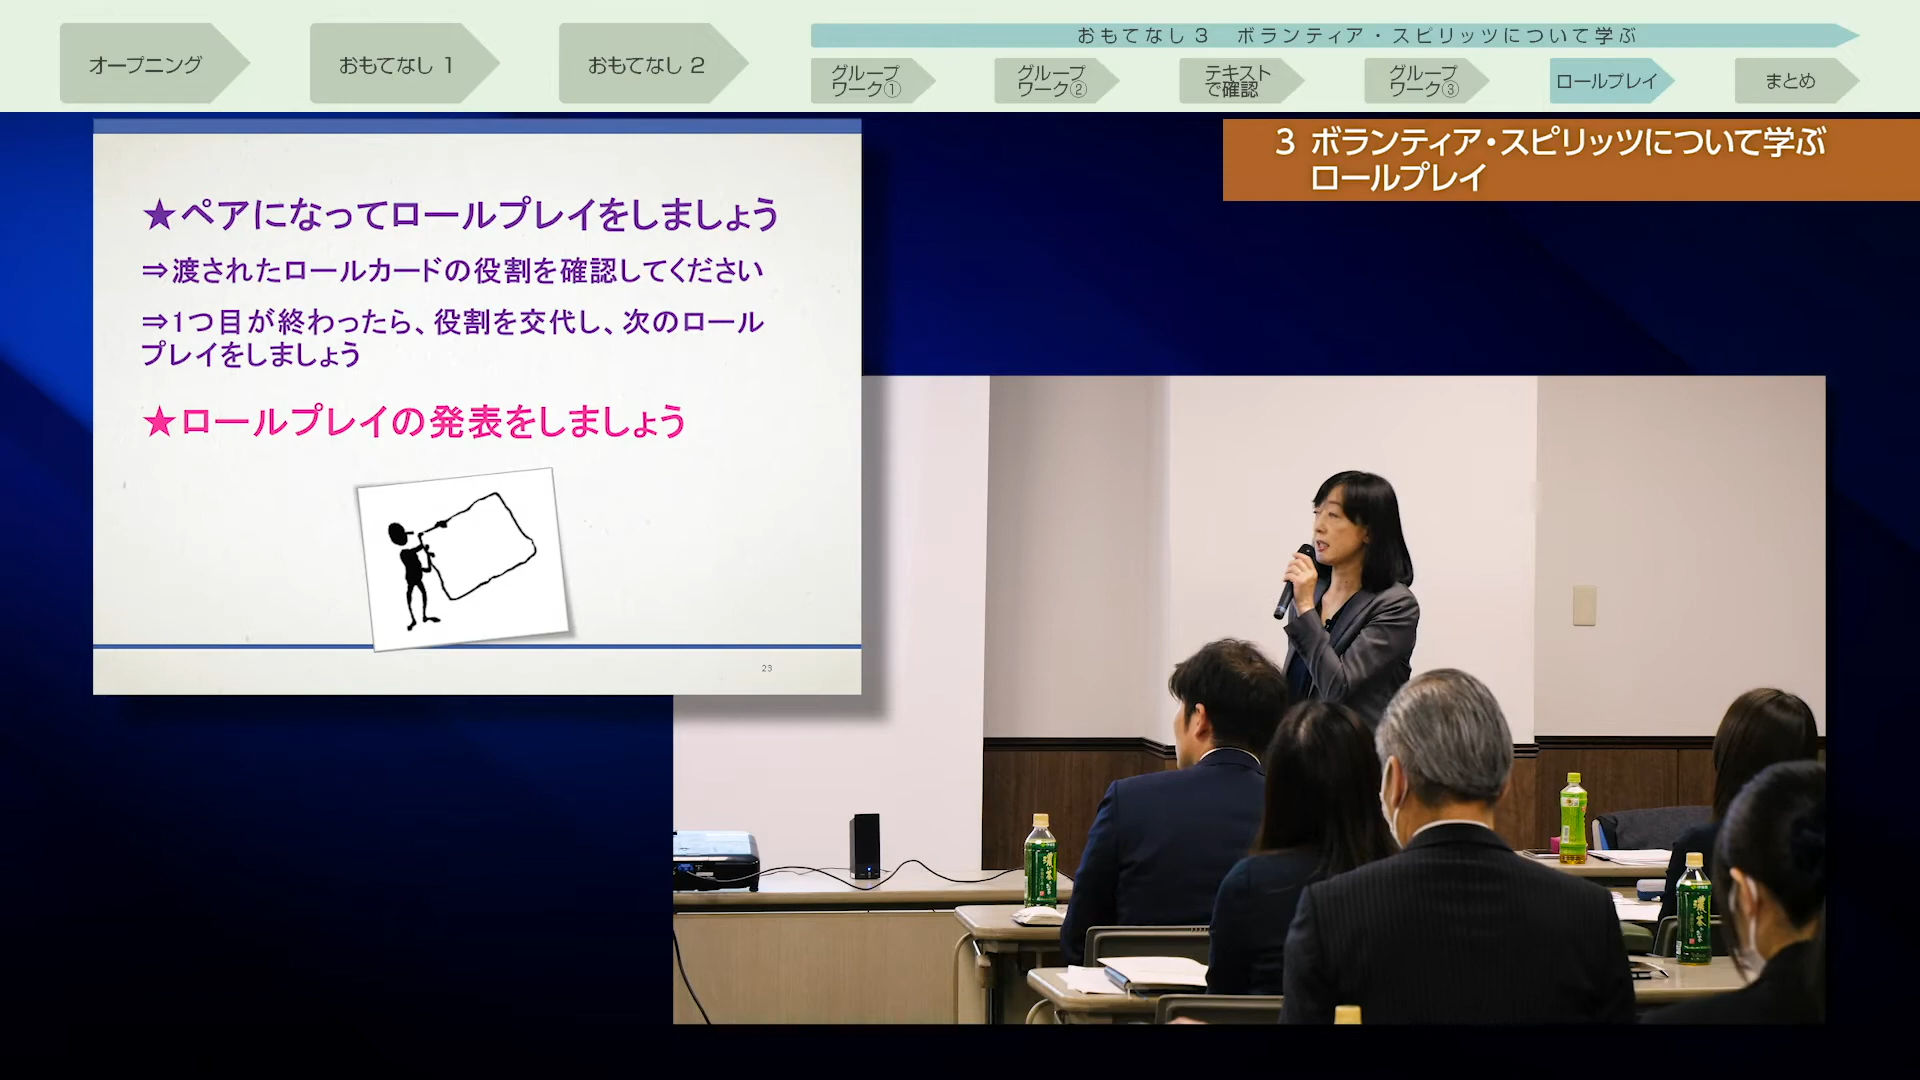 オープニング
おもてなし 1
おもてなし 2
おもてなし 3　ボランティア・スピリッツについて学ぶ
グループ
ワーク①
グループ
ワーク②
テキスト
で確認
グループ
ワーク③
ロールプレイ
まとめ
3 ボランティア・スピリッツについて学ぶ
ロールプレイ
★ペアになってロールプレイをしましょう
⇒渡されたロールカードの役割を確認してください
⇒1つ目が終わったら、役割を交代し、次のロール
プレイをしましょう
★ロールプレイの発表をしましょう
23
濃い茶